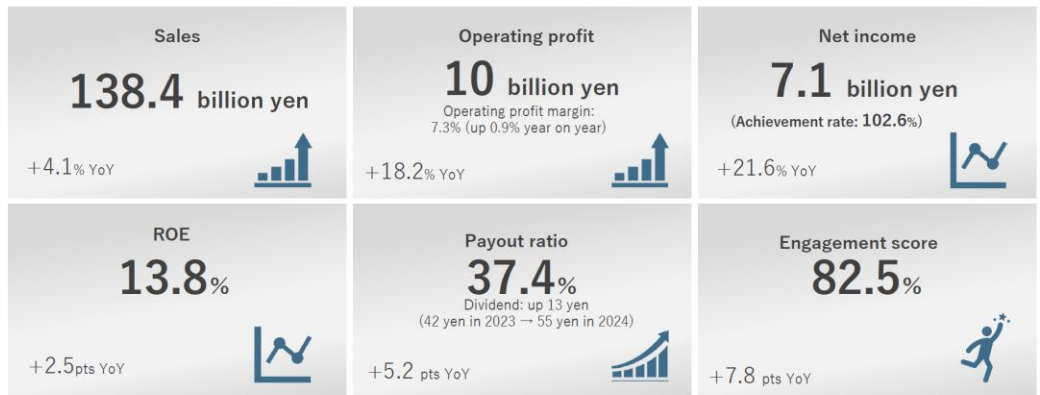 Sales
138.4 billion yen
+4.1% YoY
Operating profit
10 billion yen
Operating profit margin:
7.3% (up 0.9% year on year)
+18.2% YoY
Net income
7.1 billion yen
(Achievement rate: 102.6%)
+21.6% YoY
ROE
13.8%
+2.5pts YoY
Payout ratio
37.4%
Dividend: up 13 yen
(42 yen in 2023 → 55 yen in 2024)
+5.2 pts YoY
Engagement score
82.5%
+7.8 pts YoY